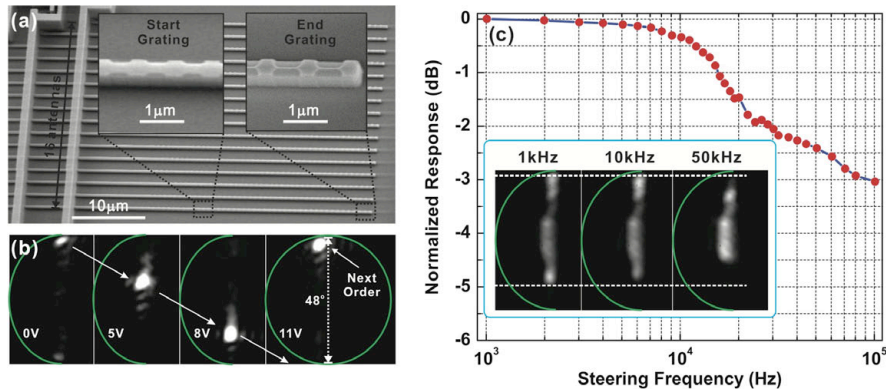 (a)
Start
Grating
End
Grating
1μm
1μm
16 antennas
10μm
(b)
0V
5V
8V
11V
48°
Next
Order
(c)
Normalized Response (dB)
0
-1
-2
-3
-4
-5
-6
1kHz
10kHz
50kHz
10³
10⁴
10⁵
Steering Frequency (Hz)